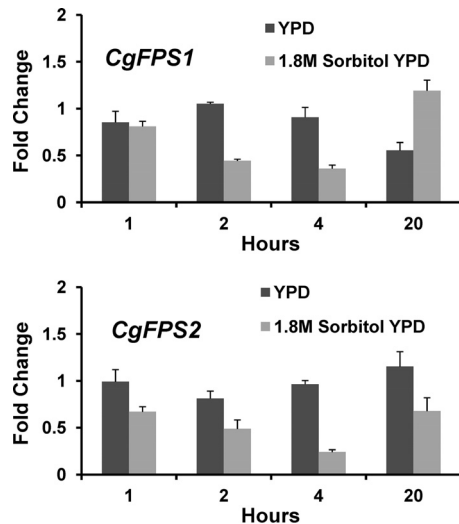 2
YPD
1.8M Sorbitol YPD
CgFPS1
1.5
1
0.5
0
Fold Change
1 2 4 20
Hours
2
YPD
1.8M Sorbitol YPD
CgFPS2
1.5
1
0.5
0
Fold Change
1 2 4 20
Hours